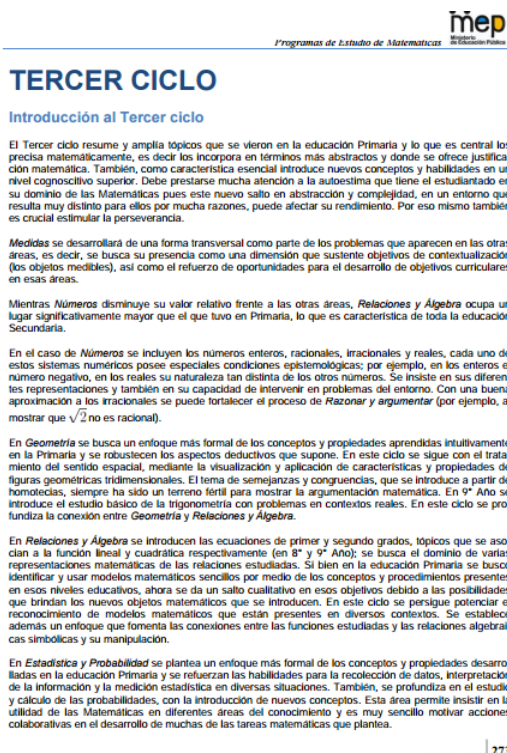 mep
Ministerio
de Educación Pública
Programas de Estudio de Matemáticas
TERCER CICLO
Introducción al Tercer ciclo
El Tercer ciclo resume y amplia tópicos que se vieron en la educación Primaria y lo que es central los
precisa matemáticamente, es decir los incorpora en términos más abstractos y donde se ofrece justifica-
ción matemática. También, como característica esencial introduce nuevos conceptos y habilidades en un
nivel cognoscitivo superior. Debe prestarse mucha atención a la autoestima que tiene el estudiantado en
su dominio de las Matemáticas pues este nuevo salto en abstracción y complejidad, en un entorno que
resulta muy distinto para ellos por mucha razones, puede afectar su rendimiento. Por eso mismo también
es crucial estimular la perseverancia.
Medidas se desarrollará de una forma transversal como parte de los problemas que aparecen en las otras
áreas, es decir, se busca su presencia como una dimensión que sustente objetivos de contextualización
(los objetos medibles), así como el refuerzo de oportunidades para el desarrollo de objetivos curriculares
en esas áreas.
Mientras Números disminuye su valor relativo frente a las otras áreas, Relaciones y Álgebra ocupa un
lugar significativamente mayor que el que tuvo en Primaria, lo que es característica de toda la educación
Secundaria.
En el caso de Números se incluyen los números enteros, racionales, irracionales y reales, cada uno de
estos sistemas numéricos posee especiales condiciones epistemológicas; por ejemplo, en los enteros el
número negativo, en los reales su naturaleza tan distinta de los otros números. Se insiste en sus diferen-
tes representaciones y también en su capacidad de intervenir en problemas del entorno. Con una buena
aproximación a los irracionales se puede fortalecer el proceso de Razonar y argumentar (por ejemplo, al
mostrar que √2 no es racional).
En Geometría se busca un enfoque más formal de los conceptos y propiedades aprendidas intuitivamente
en la Primaria y se robustecen los aspectos deductivos que supone. En este ciclo se sigue con el trata-
miento del sentido espacial, mediante la visualización y aplicación de características y propiedades de
figuras geométricas tridimensionales. El tema de semejanzas y congruencias, que se introduce a partir de
homotecias, siempre ha sido un terreno fértil para mostrar la argumentación matemática. En 9° Año se
introduce el estudio básico de la trigonometría con problemas en contextos reales. En este ciclo se pro-
fundiza la conexión entre Geometría y Relaciones y Álgebra.
En Relaciones y Álgebra se introducen las ecuaciones de primer y segundo grados, tópicos que se aso-
cian a la función lineal y cuadrática respectivamente (en 8° y 9° Año); se busca el dominio de varias
representaciones matemáticas de las relaciones estudiadas. Si bien en la educación Primaria se buscó
identificar y usar modelos matemáticos sencillos por medio de los conceptos y procedimientos presentes
en esos niveles educativos, ahora se da un salto cualitativo en esos objetivos debido a las posibilidades
que brindan los nuevos objetos matemáticos que se introducen. En este ciclo se persigue potenciar el
reconocimiento de modelos matemáticos que están presentes en diversos contextos. Se establece
además un enfoque que fomenta las conexiones entre las funciones estudiadas y las relaciones algebrai-
cas simbólicas y su manipulación.
En Estadística y Probabilidad se plantea un enfoque más formal de los conceptos y propiedades desarro-
lladas en la educación Primaria y se refuerzan las habilidades para la recolección de datos, interpretación
de la información y la medición estadística en diversas situaciones. También, se profundiza en el estudio
y cálculo de las probabilidades, con la introducción de nuevos conceptos. Esta área permite insistir en la
utilidad de las Matemáticas en diferentes áreas del conocimiento y es muy sencillo motivar acciones
colaborativas en el desarrollo de muchas de las tareas matemáticas que plantea.